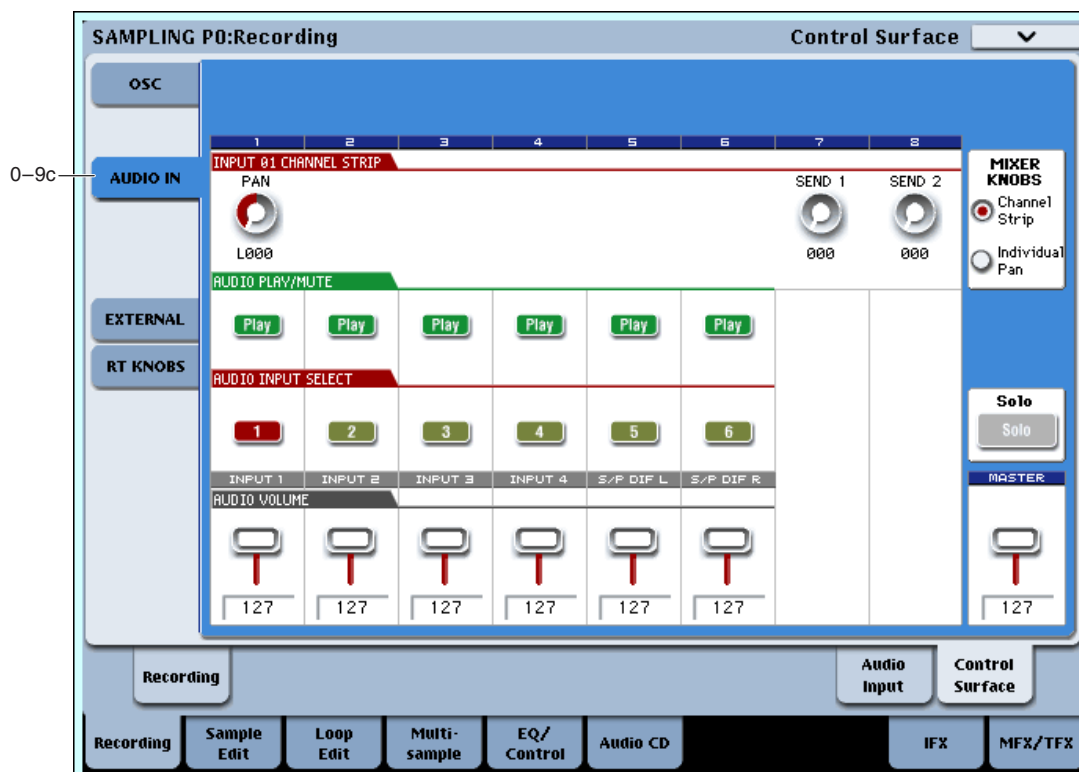 SAMPLING P0:Recording Control Surface
OSC
0–9c
AUDIO IN
EXTERNAL
RT KNOBS
1 2 3 4 5 6 7 8
INPUT 01 CHANNEL STRIP
PAN SEND 1 SEND 2
L000 000 000
MIXER
KNOBS
Channel
Strip
Individual
Pan
AUDIO PLAY/MUTE
Play Play Play Play Play Play
AUDIO INPUT SELECT
1 2 3 4 5 6
Solo
Solo
INPUT 1 INPUT 2 INPUT 3 INPUT 4 S/P DIF L S/P DIF R MASTER
AUDIO VOLUME
127 127 127 127 127 127 127
Recording
Audio
Input
Control
Surface
Recording
Sample
Edit
Loop
Edit
Multi-
sample
EQ/
Control
Audio CD
IFX
MFX/TFX